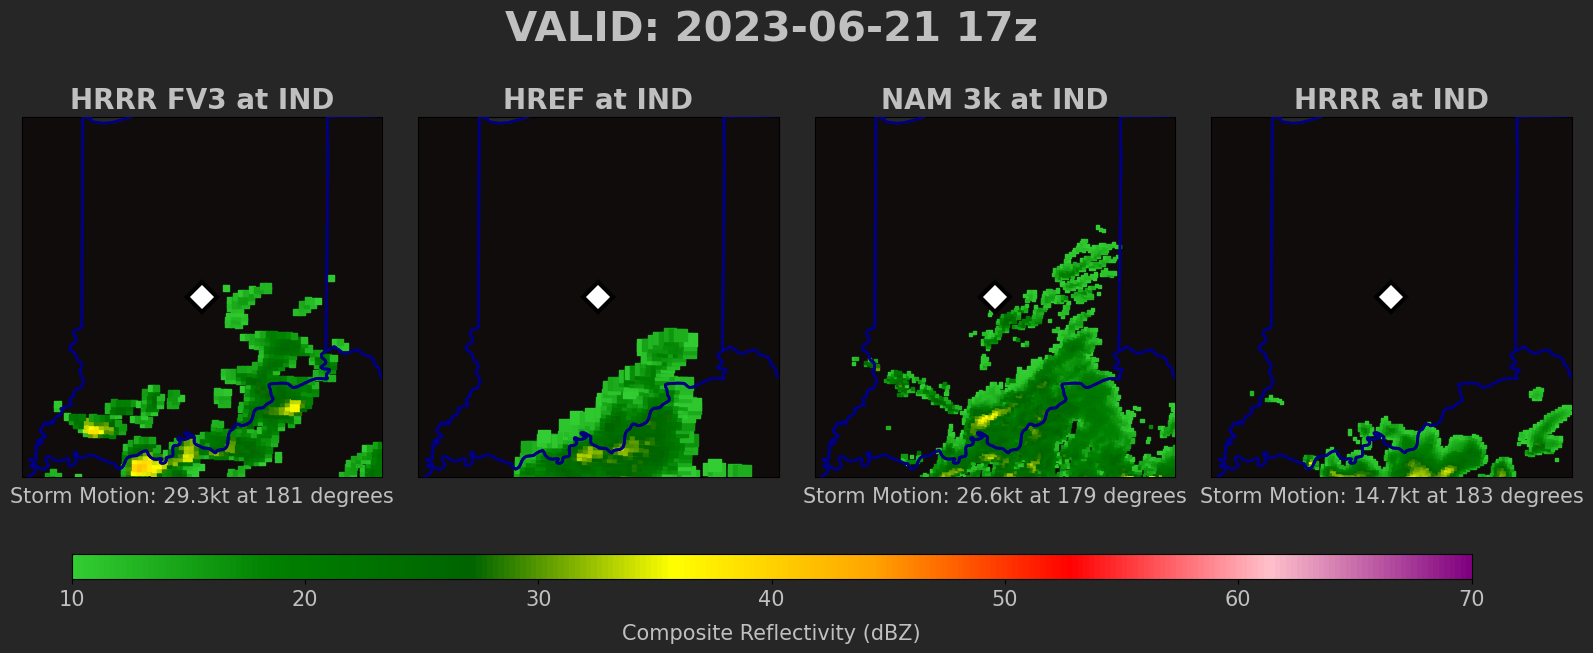 VALID: 2023-06-21 17z
HRRR FV3 at IND
HREF at IND
NAM 3k at IND
HRRR at IND
Storm Motion: 29.3kt at 181 degrees
Storm Motion: 26.6kt at 179 degrees
Storm Motion: 14.7kt at 183 degrees
10 20 30 40 50 60 70
Composite Reflectivity (dBZ)